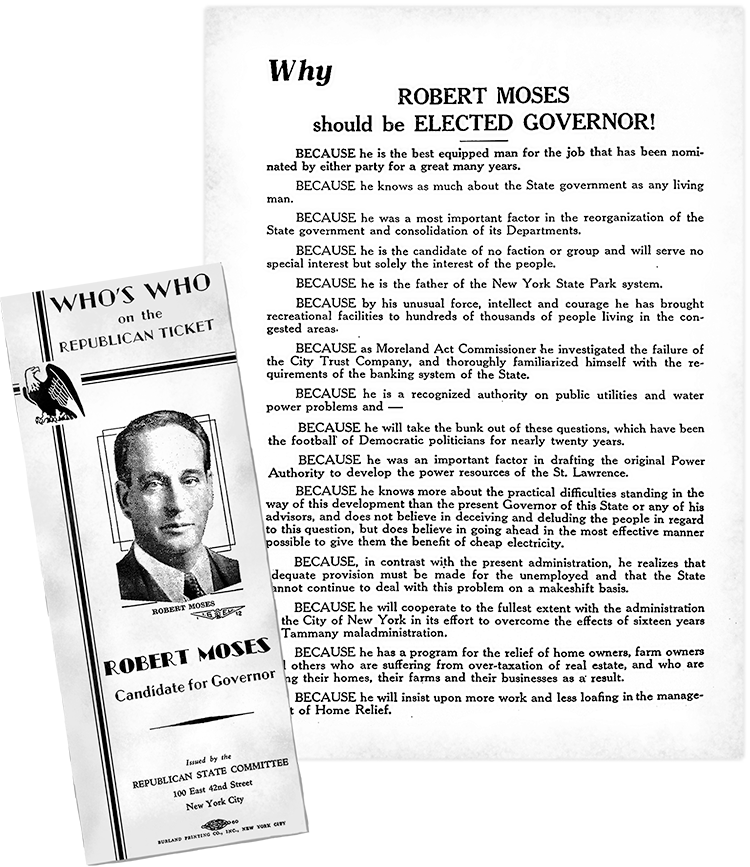 Why
ROBERT MOSES
should be ELECTED GOVERNOR!
BECAUSE he is the best equipped man for the job that has been nomi-
nated by either party for a great many years.
BECAUSE he knows as much about the State government as any living
man.
BECAUSE he was a most important factor in the reorganization of the
State government and consolidation of its Departments.
BECAUSE he is the candidate of no faction or group and will serve no
special interest but solely the interest of the people.
BECAUSE he is the father of the New York State Park system.
BECAUSE by his unusual force, intellect and courage he has brought
recreational facilities to hundreds of thousands of people living in the con-
gested areas.
BECAUSE as Moreland Act Commissioner he investigated the failure of
the City Trust Company, and thoroughly familiarized himself with the re-
quirements of the banking system of the State.
BECAUSE he is a recognized authority on public utilities and water
power problems and —
BECAUSE he will take the bunk out of these questions, which have been
the football of Democratic politicians for nearly twenty years.
BECAUSE he was an important factor in drafting the original Power
Authority to develop the power resources of the St. Lawrence.
BECAUSE he knows more about the practical difficulties standing in the
way of this development than the present Governor of this State or any of his
advisors, and does not believe in deceiving and deluding the people in regard
to this question, but does believe in going ahead in the most effective manner
possible to give them the benefit of cheap electricity.
BECAUSE, in contrast with the present administration, he realizes that
dequate provision must be made for the unemployed and that the State
nnot continue to deal with this problem on a makeshift basis.
BECAUSE he will cooperate to the fullest extent with the administration
the City of New York in its effort to overcome the effects of sixteen years
Tammany maladministration.
BECAUSE he has a program for the relief of home owners, farm owners
others who are suffering from over-taxation of real estate, and who are
ng their homes, their farms and their businesses as a result.
BECAUSE he will insist upon more work and less loafing in the manage-
t of Home Relief.
WHO'S WHO
on the
REPUBLICAN TICKET
ROBERT MOSES
12
ROBERT MOSES
Candidate for Governor
Issued by the
REPUBLICAN STATE COMMITTEE
100 East 42nd Street
New York City
60
BURLAND PRINTING CO., INC., NEW YORK CITY